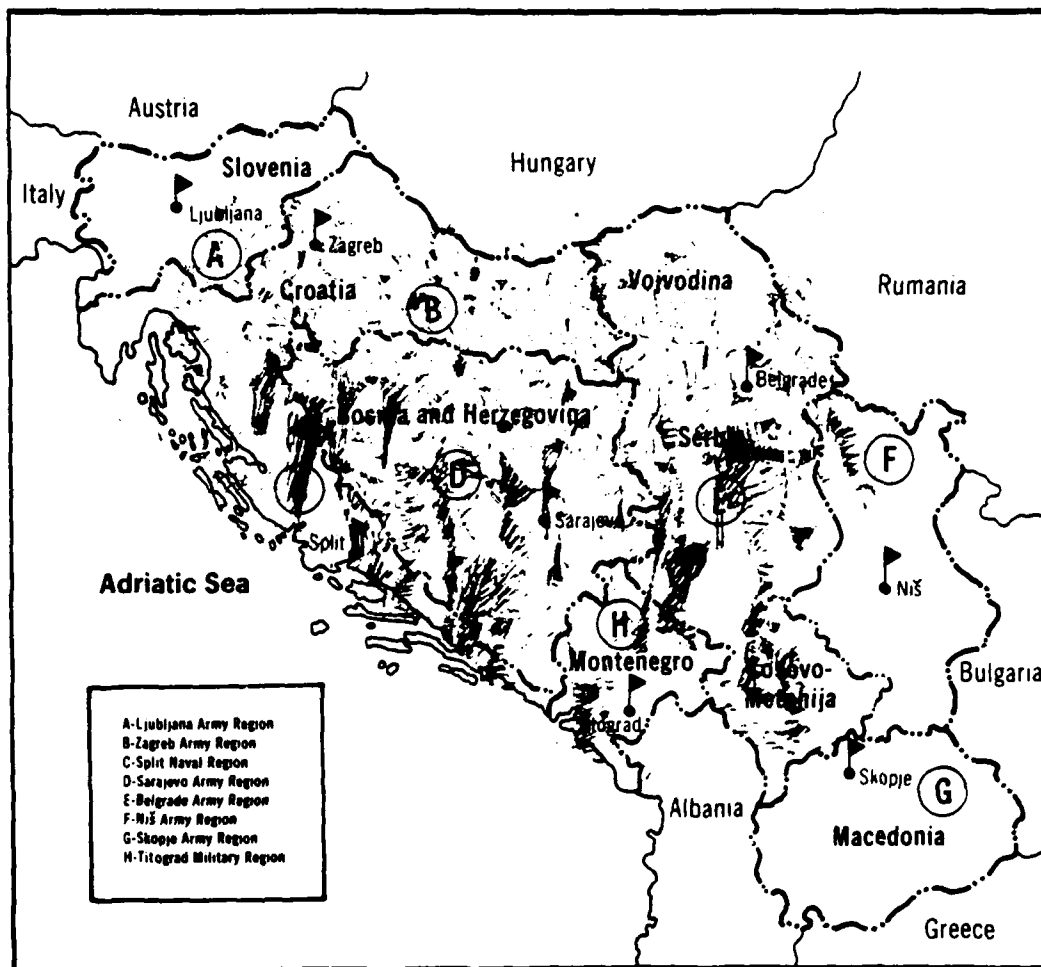 Austria
Slovenia
Hungary
Italy
Ljubljana
Zagreb
A
Vojvodina
Rumania
Croatia
B
Belgrade
Bosnia and Herzegovina
Serbia
F
D
Sarajevo
Split
Adriatic Sea
Niš
H
Montenegro
Kosovo-
Metohija
Bulgaria
Skopje
G
Albania
Macedonia
Greece
A-Ljubljana Army Region
B-Zagreb Army Region
C-Split Naval Region
D-Sarajevo Army Region
E-Belgrade Army Region
F-Niš Army Region
G-Skopje Army Region
H-Titograd Military Region